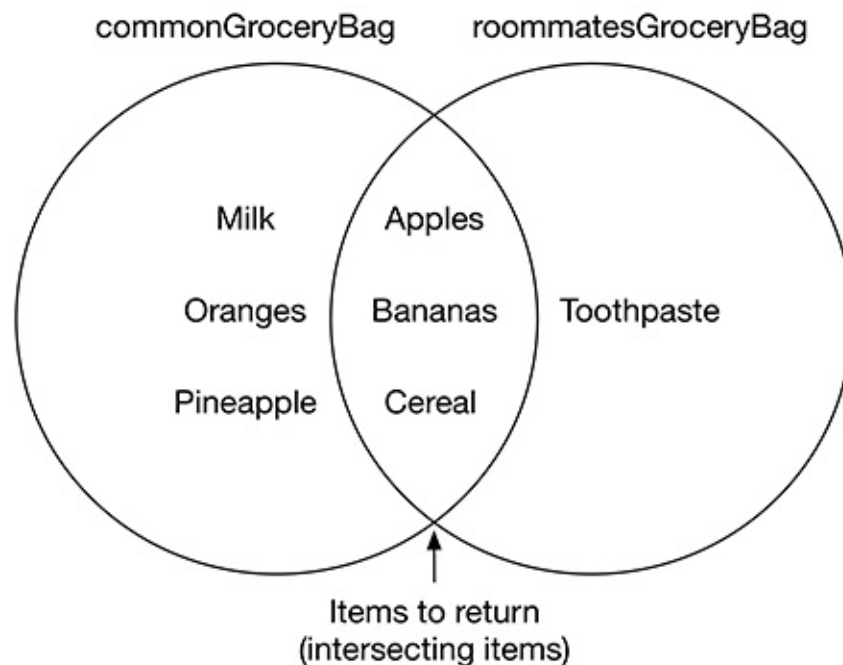 commonGroceryBag
roommatesGroceryBag
Milk
Apples
Oranges
Bananas
Toothpaste
Pineapple
Cereal
Items to return
(intersecting items)